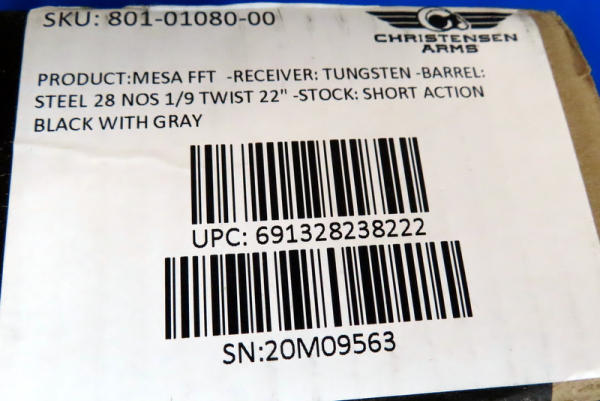 SKU: 801-01080-00
CHRISTENSEN
ARMS
PRODUCT:MESA FFT -RECEIVER: TUNGSTEN -BARREL:
STEEL 28 NOS 1/9 TWIST 22" -STOCK: SHORT ACTION
BLACK WITH GRAY
UPC: 691328238222
SN:20M09563